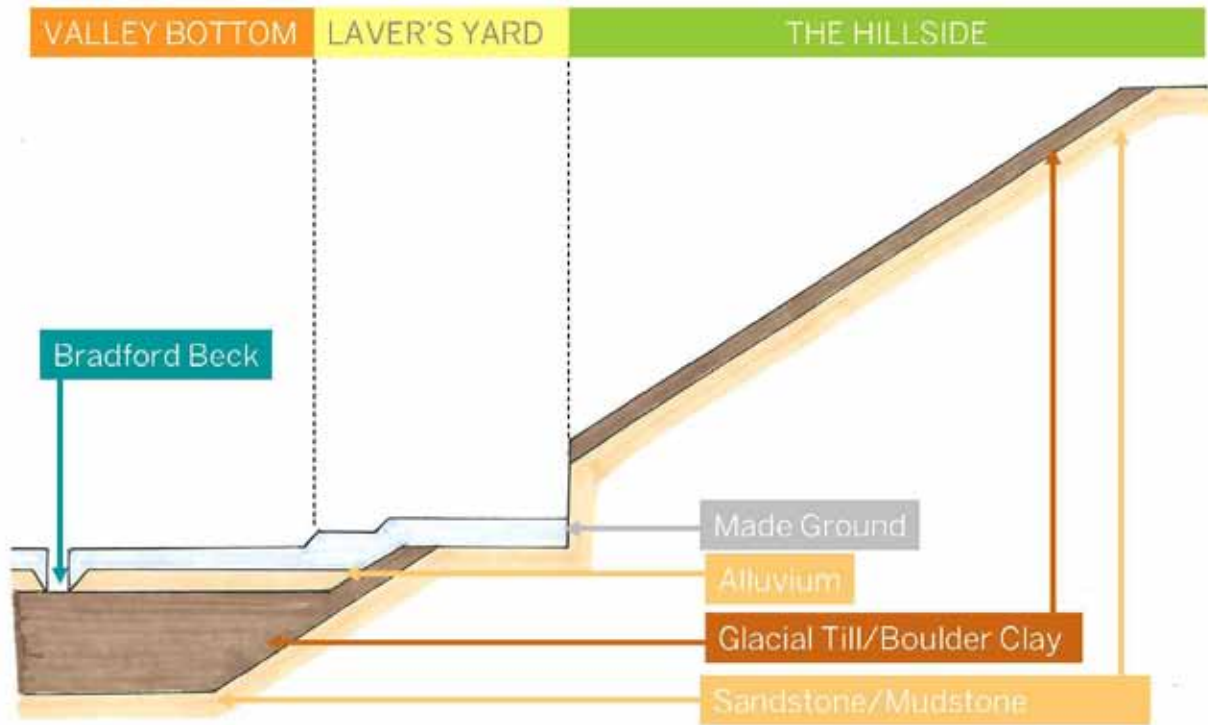 VALLEY BOTTOM
LAVER'S YARD
THE HILLSIDE
Bradford Beck
Made Ground
Alluvium
Glacial Till/Boulder Clay
Sandstone/Mudstone